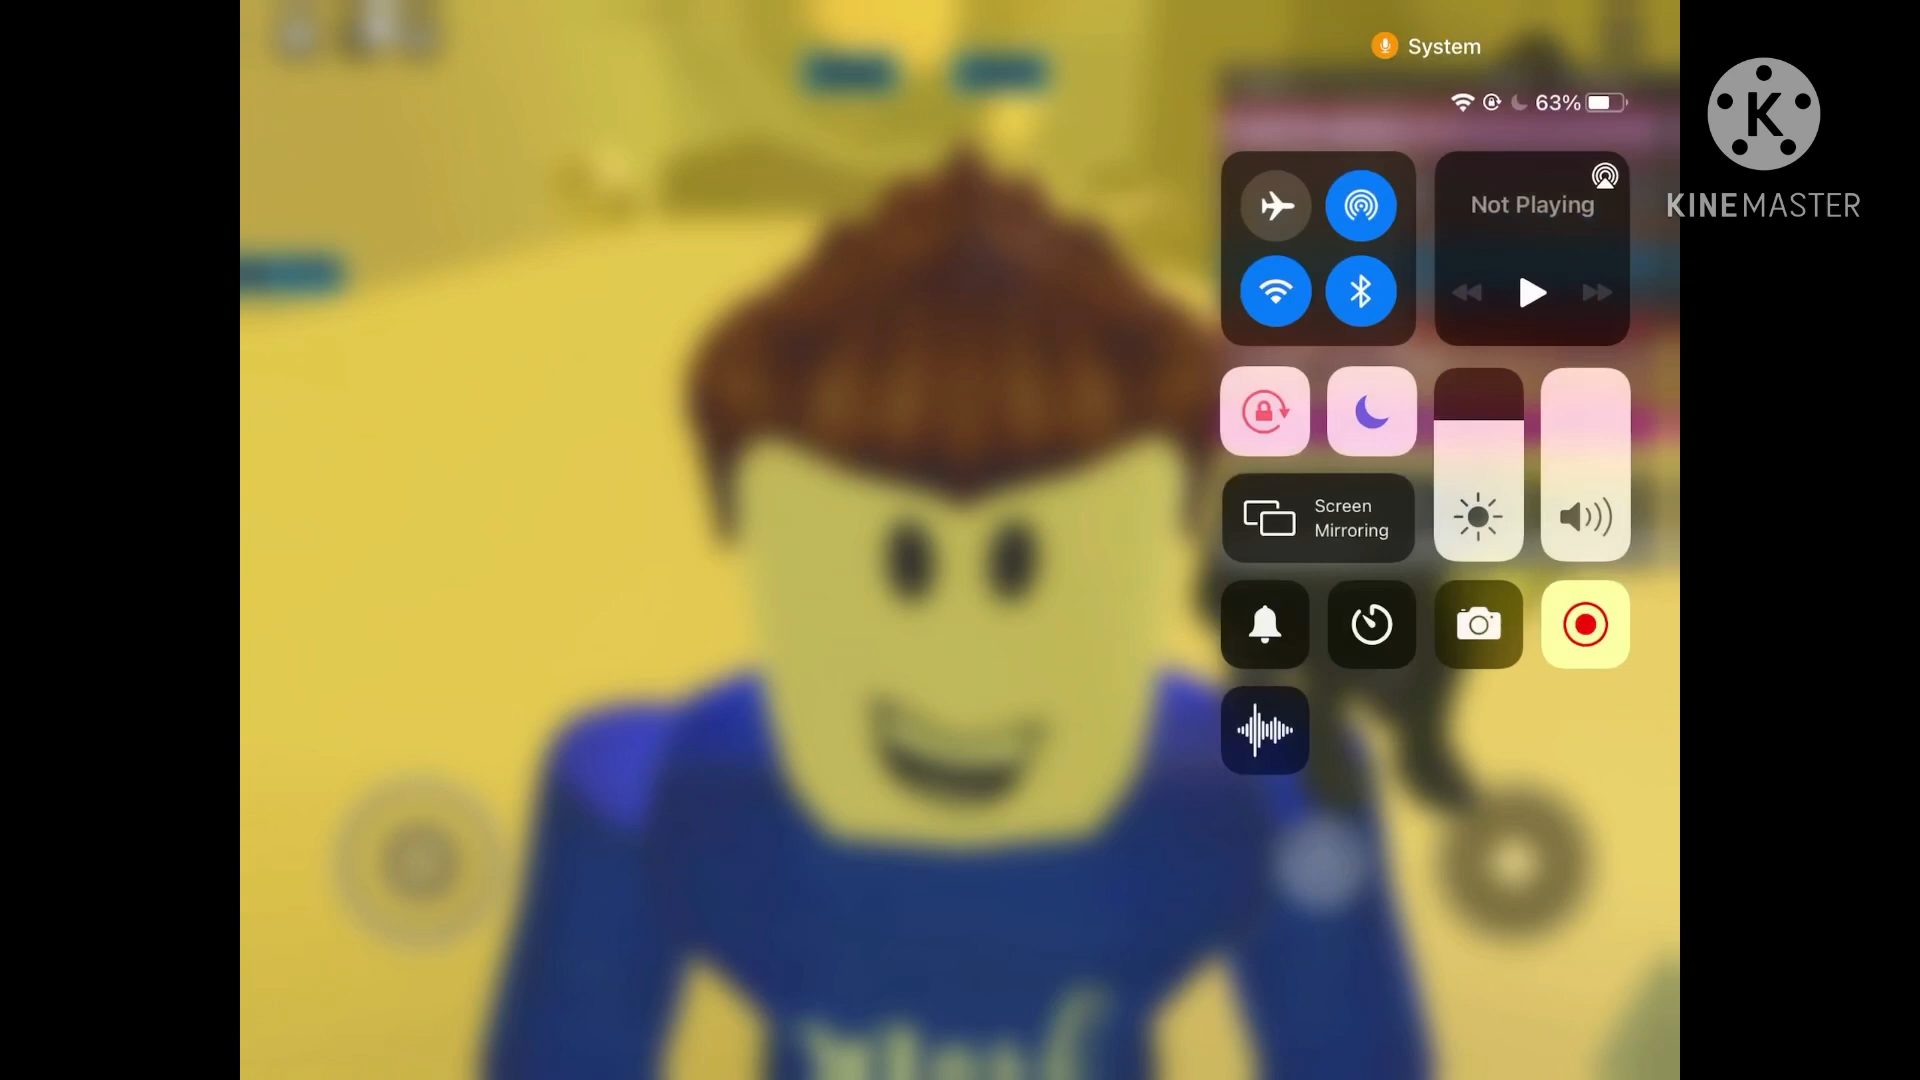 System
63%
K
KINEMASTER
Not Playing
Screen
Mirroring